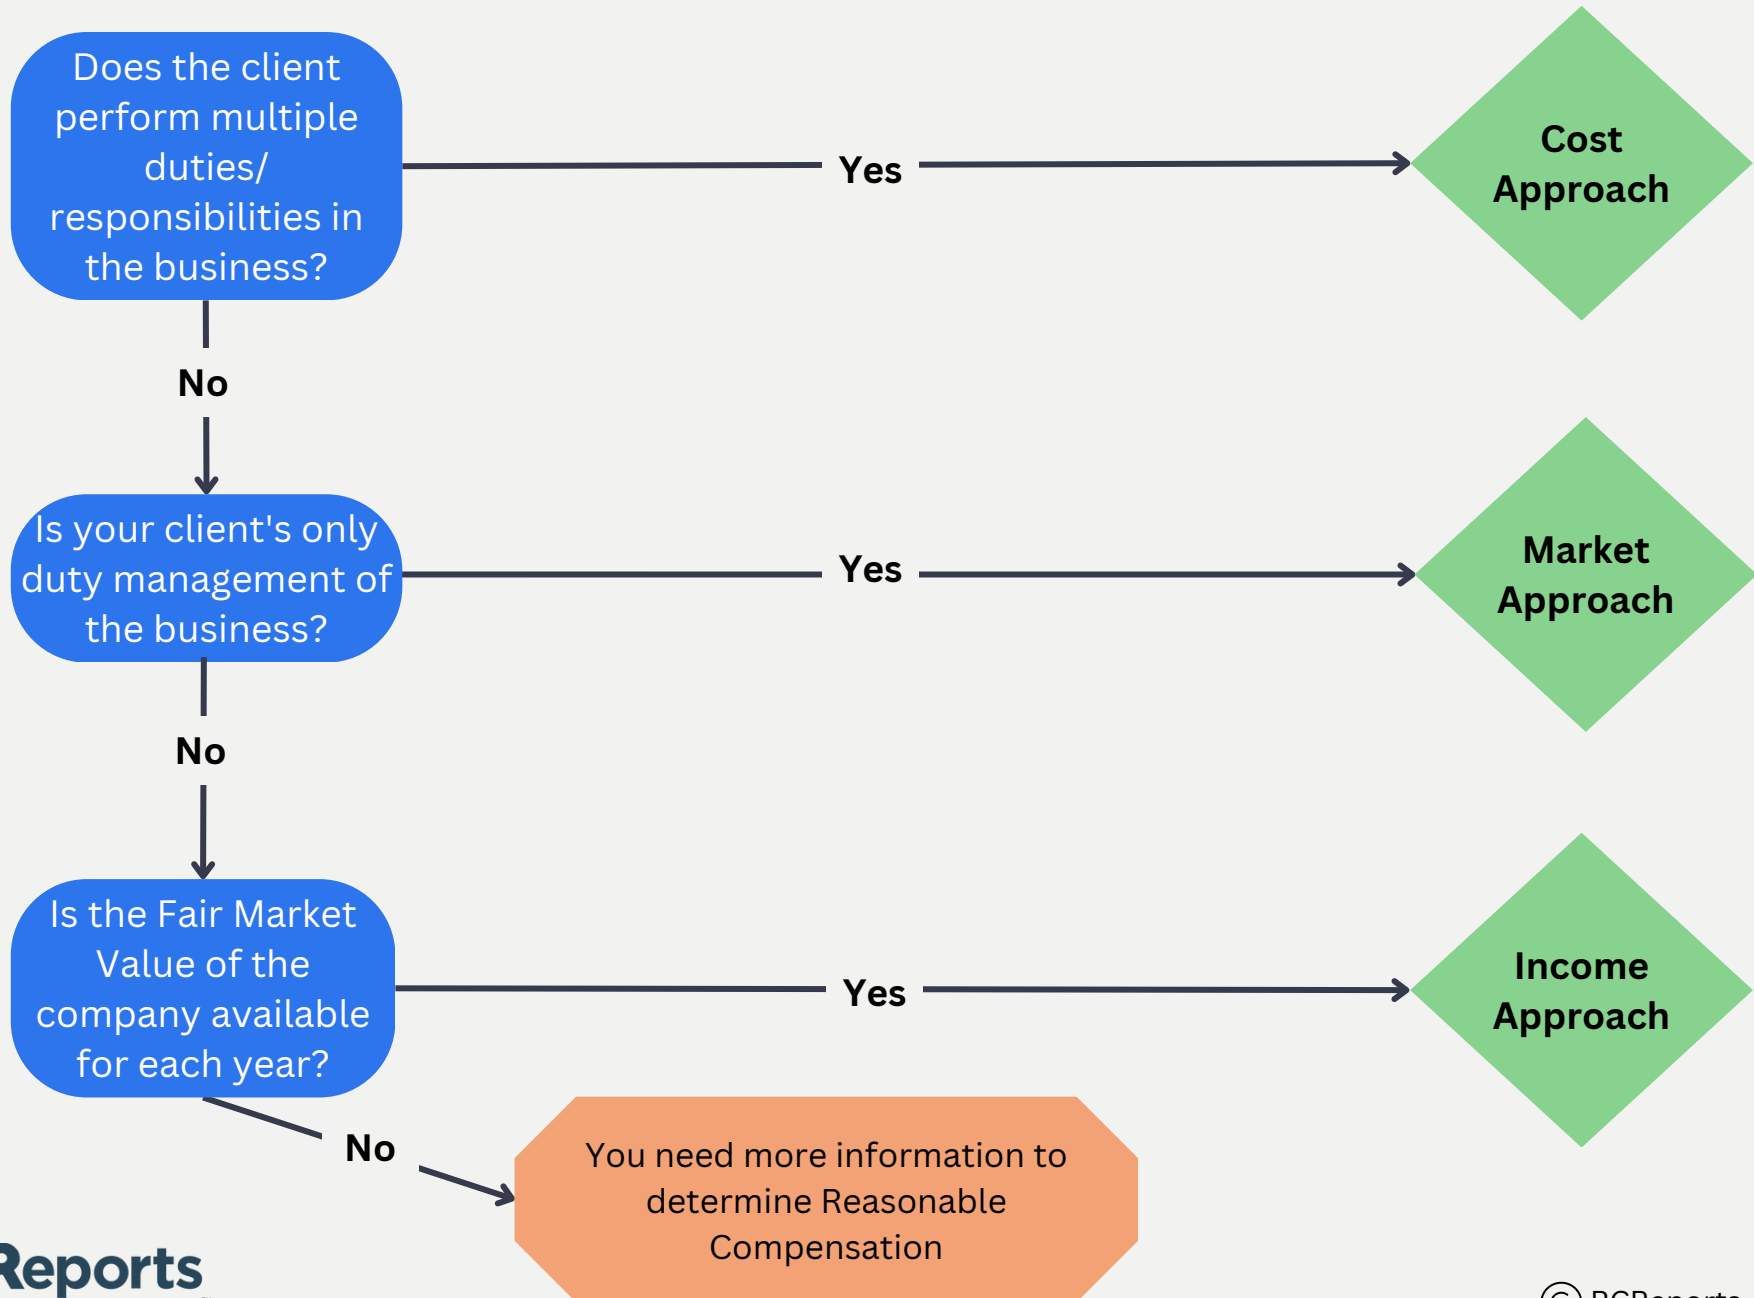 Does the client
perform multiple
duties/
responsibilities in
the business?
Yes
Cost
Approach
No
Is your client's only
duty management of
the business?
Yes
Market
Approach
No
Is the Fair Market
Value of the
company available
for each year?
Yes
Income
Approach
No
You need more information to
determine Reasonable
Compensation
Reports
© RCReports